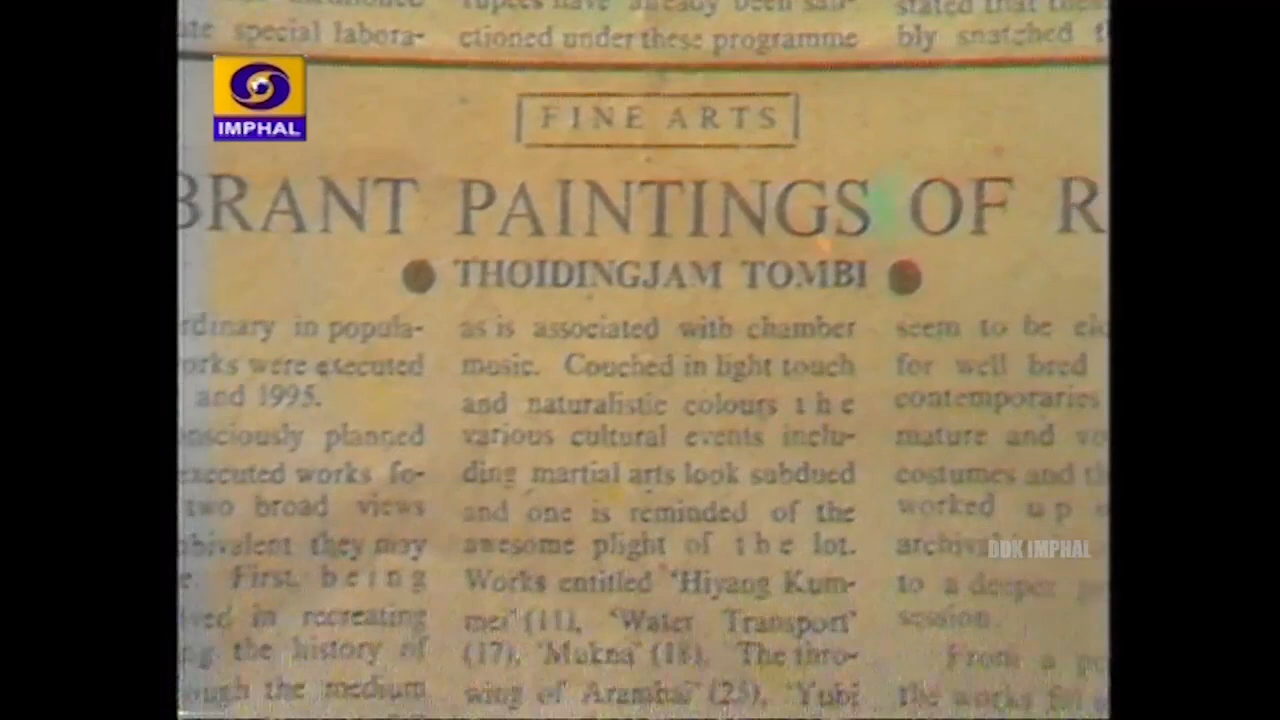 ute special labora-
ctioned under these programme
bly snatched
IMPHAL
FINE ARTS
BRANT PAINTINGS OF R
THOIDINGJAM TOMBI
rdinary in popula-
orks were executed
and 1995.
nsciously planned
executed works fo-
two broad views
nbivalent they may
e. First being
ved in recreating
ng the history of
ough the medium
as is associated with chamber
music. Couched in light touch
and naturalistic colours the
various cultural events inclu-
ding martial arts look subdued
and one is reminded of the
awesome plight of the lot.
Works entitled "Hiyang Kum-
mei" (11), "Water Transport"
(17), "Mukna" (18), "The thro-
wing of Arambai" (25), "Yubi
seem to be
for well bred
contemporaries
mature and
costumes and
worked up
to a deeper
session.
From a
the works
DDK IMPHAL